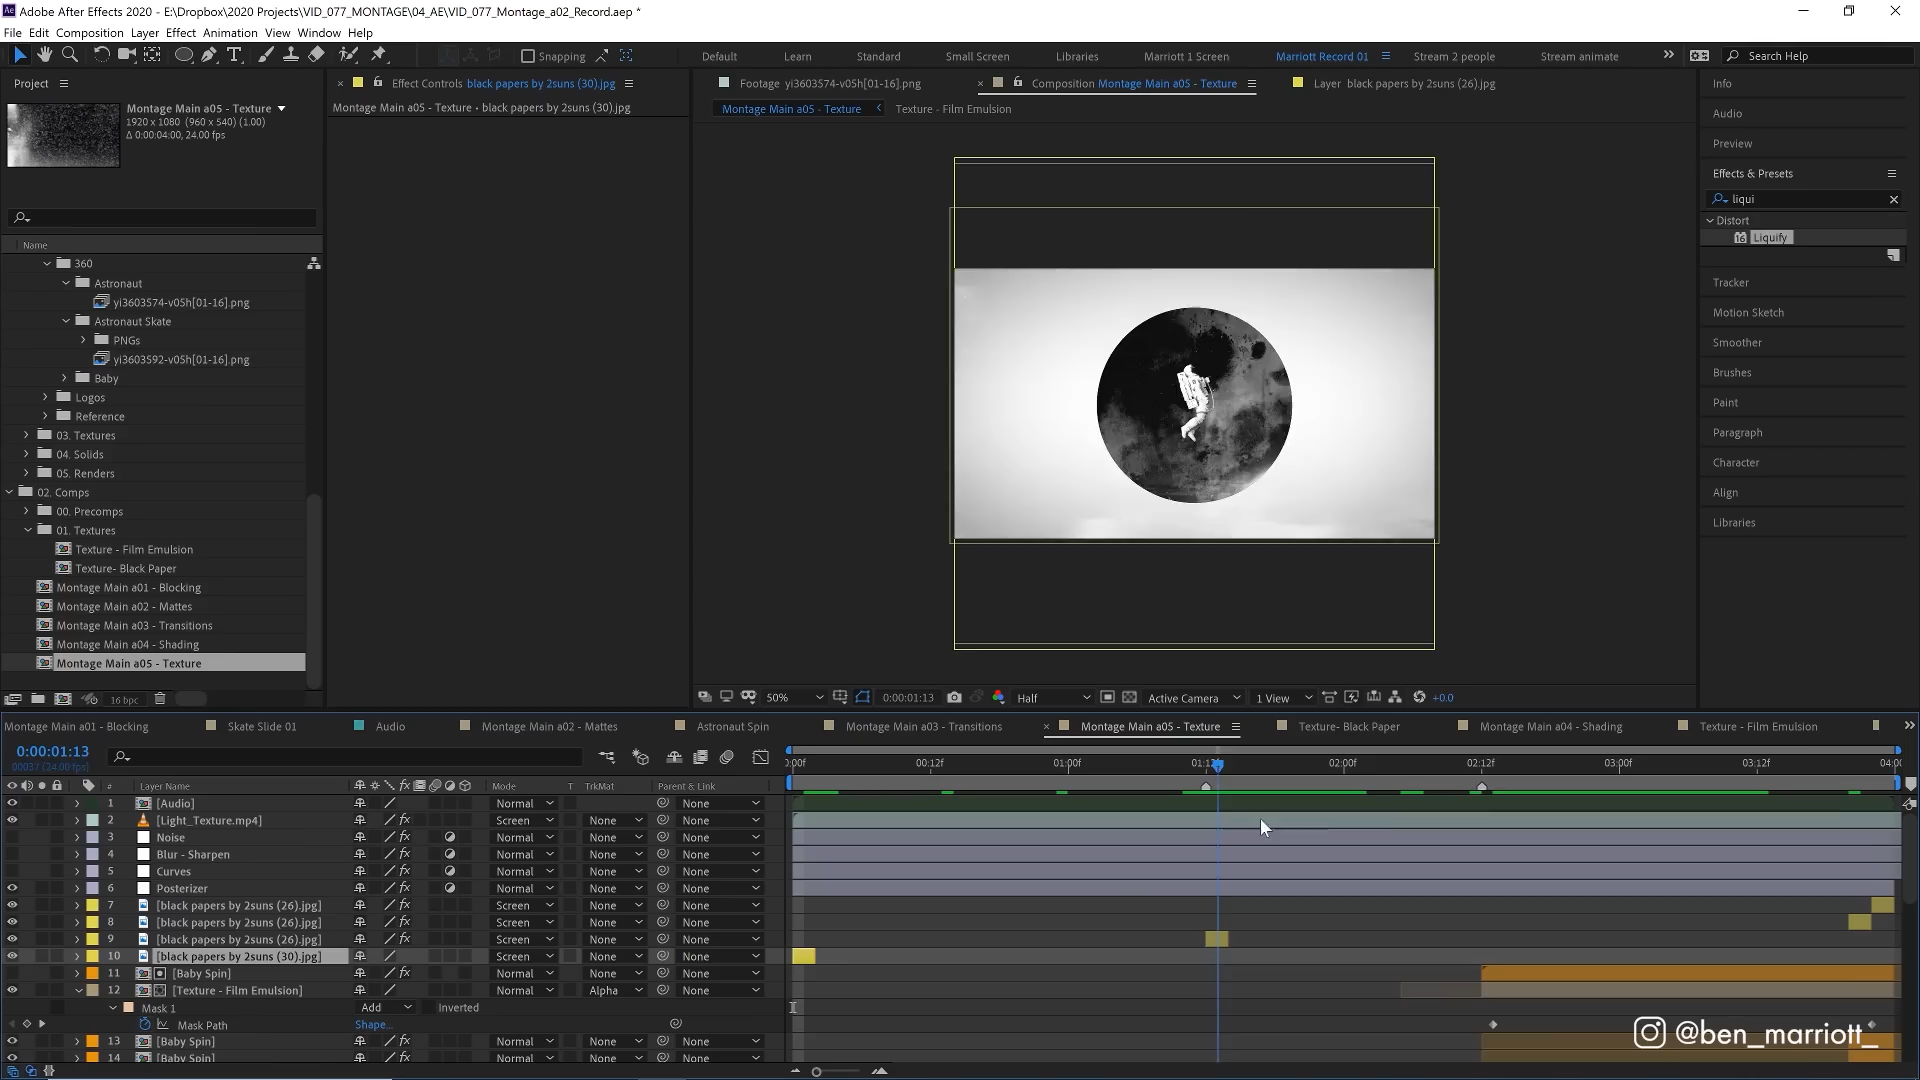 Adobe After Effects 2020 - E:\Dropbox\2020 Projects\VID_077_MONTAGE\04_AE\VID_077_Montage_a02_Record.aep *
File Edit Composition Layer Effect Animation View Window Help
Snapping
Default Learn Standard Small Screen Libraries Marriott 1 Screen Marriott Record 01 Stream 2 people Stream animate
Search Help
Project
Montage Main a05 - Texture
1920 x 1080 (960 x 540) (1.00)
Δ 0:00:04:00, 24.00 fps
Name
360
Astronaut
yi3603574-v05h[01-16].png
Astronaut Skate
PNGs
yi3603592-v05h[01-16].png
Baby
Logos
Reference
03. Textures
04. Solids
05. Renders
02. Comps
00. Precomps
01. Textures
Texture - Film Emulsion
Texture- Black Paper
Montage Main a01 - Blocking
Montage Main a02 - Mattes
Montage Main a03 - Transitions
Montage Main a04 - Shading
Montage Main a05 - Texture
16 bpc
Effect Controls black papers by 2suns (30).jpg
Montage Main a05 - Texture • black papers by 2suns (30).jpg
Footage yi3603574-v05h[01-16].png
Composition Montage Main a05 - Texture
Layer black papers by 2suns (26).jpg
Montage Main a05 - Texture Texture - Film Emulsion
50% 0:00:01:13 Half Active Camera 1 View +0.0
Info
Audio
Preview
Effects & Presets
liqui
Distort
16 Liquify
Tracker
Motion Sketch
Smoother
Brushes
Paint
Paragraph
Character
Align
Libraries
Montage Main a01 - Blocking Skate Slide 01 Audio Montage Main a02 - Mattes Astronaut Spin Montage Main a03 - Transitions Montage Main a05 - Texture Texture- Black Paper Montage Main a04 - Shading Texture - Film Emulsion
0:00:01:13
00037 (24.00 fps)
:00f 00:12f 01:00f 01:12f 02:00f 02:12f 03:00f 03:12f 04:00
# Layer Name Mode T TrkMat Parent & Link
1 [Audio] Normal None
2 [Light_Texture.mp4] fx Screen None None
3 Noise fx Normal None None
4 Blur - Sharpen fx Normal None None
5 Curves fx Normal None None
6 Posterizer fx Normal None None
7 [black papers by 2suns (26).jpg] fx Screen None None
8 [black papers by 2suns (26).jpg] fx Screen None None
9 [black papers by 2suns (26).jpg] fx Screen None None
10 [black papers by 2suns (30).jpg] Screen None None
11 [Baby Spin] fx Normal None None
12 [Texture - Film Emulsion] Normal Alpha None
Mask 1 Add Inverted
Mask Path Shape...
13 [Baby Spin] fx Normal None None
14 [Baby Spin] fx Normal None None
@ben_marriott_